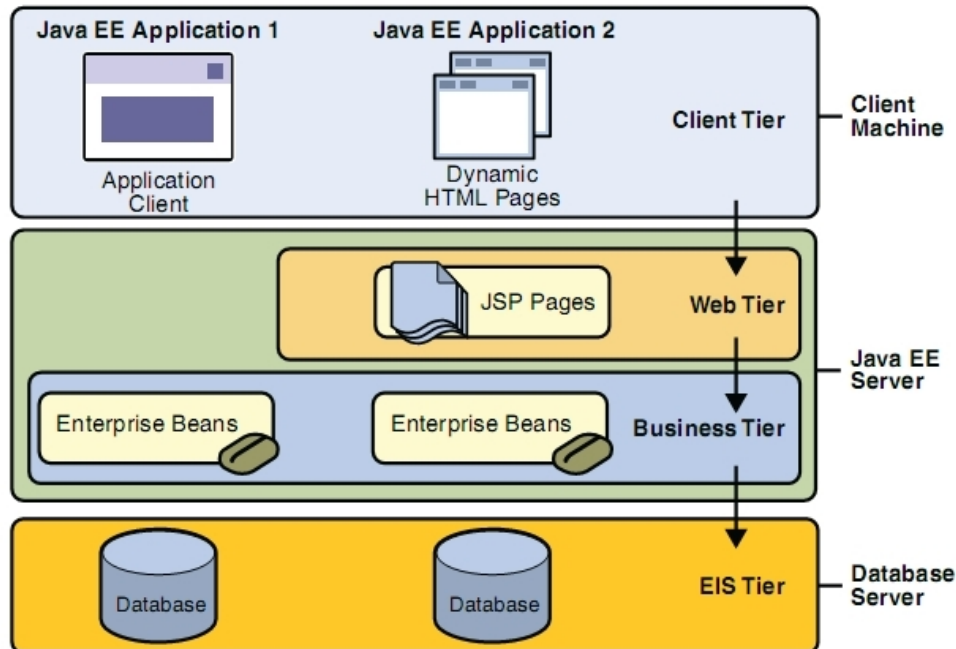 Java EE Application 1
Java EE Application 2
Application
Client
Dynamic
HTML Pages
Client Tier
Client
Machine
JSP Pages
Web Tier
Java EE
Server
Enterprise Beans
Enterprise Beans
Business Tier
Database
Database
EIS Tier
Database
Server